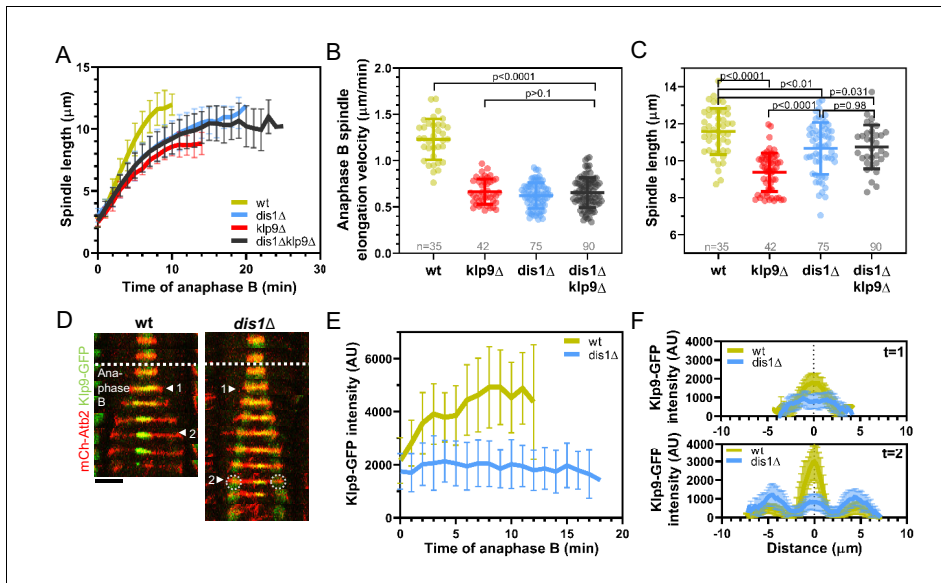 A
Spindle length (µm)
15
10
5
0
0
10
20
30
Time of anaphase B (min)
wt
dis1Δ
klp9Δ
dis1Δklp9Δ
B
Anaphase B spindle
elongation velocity (µm/min)
2.0
1.5
1.0
0.5
0.0
p<0.0001
p>0.1
n=35
42
75
90
wt
klp9Δ
dis1Δ
dis1Δ
klp9Δ
C
Spindle length (µm)
14
12
10
8
6
p<0.0001
p<0.01
p=0.031
p<0.0001
p=0.98
n=35
42
75
90
wt
klp9Δ
dis1Δ
dis1Δ
klp9Δ
D
wt
dis1Δ
mCh-Atb2 Klp9-GFP
Ana-
phase
B
1
2
1
2
E
Klp9-GFP intensity (AU)
6000
4000
2000
0
0
5
10
15
20
Time of anaphase B (min)
wt
dis1Δ
F
Klp9-GFP
intensity (AU)
4000
3000
2000
1000
0
wt
dis1Δ
t=1
-10
-5
0
5
10
Klp9-GFP
intensity (AU)
4000
3000
2000
1000
0
wt
dis1Δ
t=2
-10
-5
0
5
10
Distance (µm)